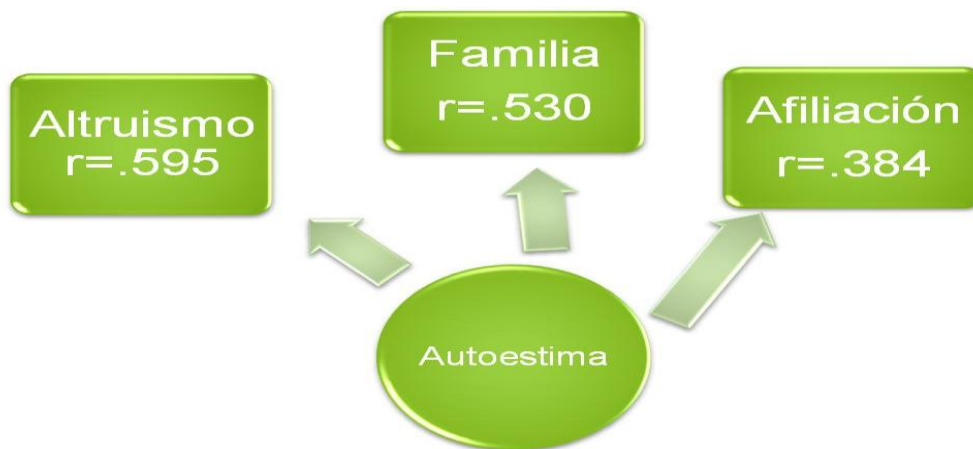 Familia
r=.530
Altruismo
r=.595
Afiliación
r=.384
Autoestima